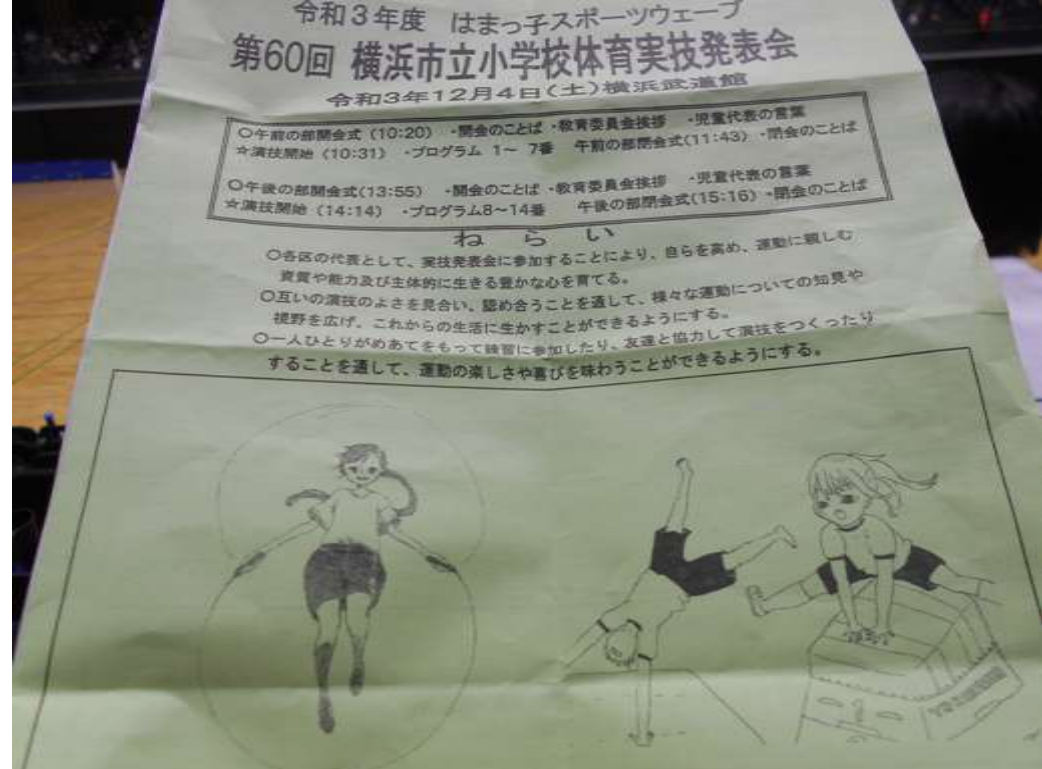 令和3年度 はまっ子スポーツウェーブ
第60回 横浜市立小学校体育実技発表会
令和3年12月4日(土)横浜武道館
○午前の部開会式(10:20) ・開会のことば ・教育委員会挨拶 ・児童代表の言葉
☆演技開始(10:31) ・プログラム 1~ 7番 午前の部閉会式(11:43) ・閉会のことば
○午後の部開会式(13:55) ・開会のことば ・教育委員会挨拶 ・児童代表の言葉
☆演技開始(14:14) ・プログラム8~14番 午後の部閉会式(15:16) ・閉会のことば
ねらい
○各区の代表として、実技発表会に参加することにより、自らを高め、運動に親しむ
資質や能力及び主体的に生きる豊かな心を育てる。
○互いの演技のよさを見合い、認め合うことを通して、様々な運動についての知見や
視野を広げ、これからの生活に生かすことができるようにする。
○一人ひとりがめあてをもって練習に参加したり、友達と協力して演技をつくったり
することを通して、運動の楽しさや喜びを味わうことができるようにする。